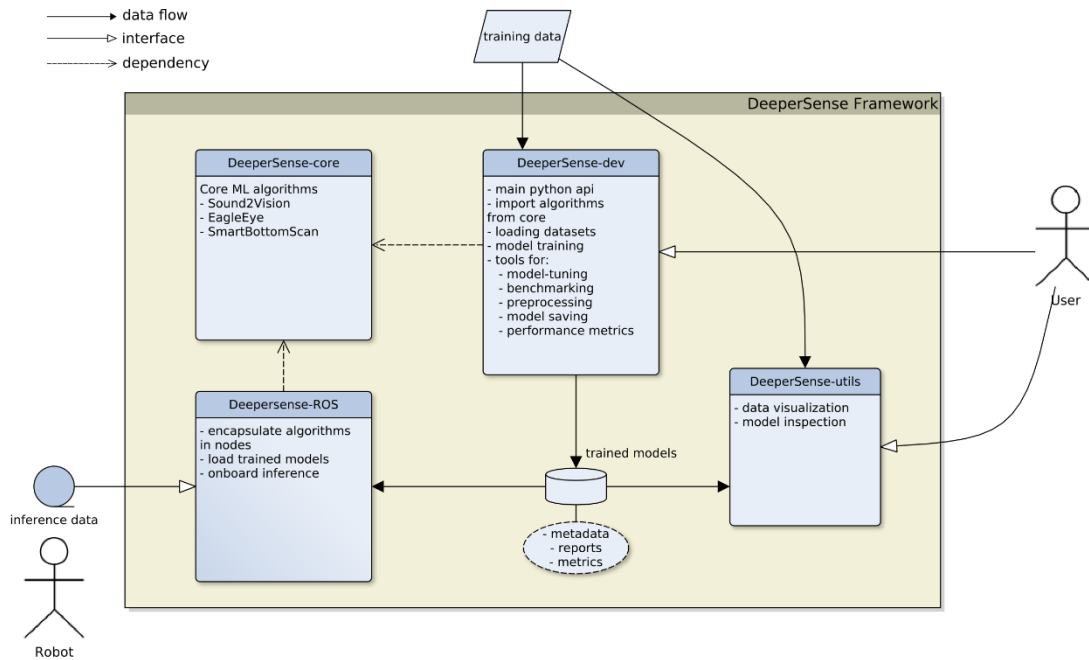 data flow
interface
dependency
training data
DeeperSense Framework
DeeperSense-core
Core ML algorithms
- Sound2Vision
- EagleEye
- SmartBottomScan
DeeperSense-dev
- main python api
- import algorithms
from core
- loading datasets
- model training
- tools for:
- model-tuning
- benchmarking
- preprocessing
- model saving
- performance metrics
User
Deepersense-ROS
- encapsulate algorithms
in nodes
- load trained models
- onboard inference
DeeperSense-utils
- data visualization
- model inspection
trained models
- metadata
- reports
- metrics
inference data
Robot